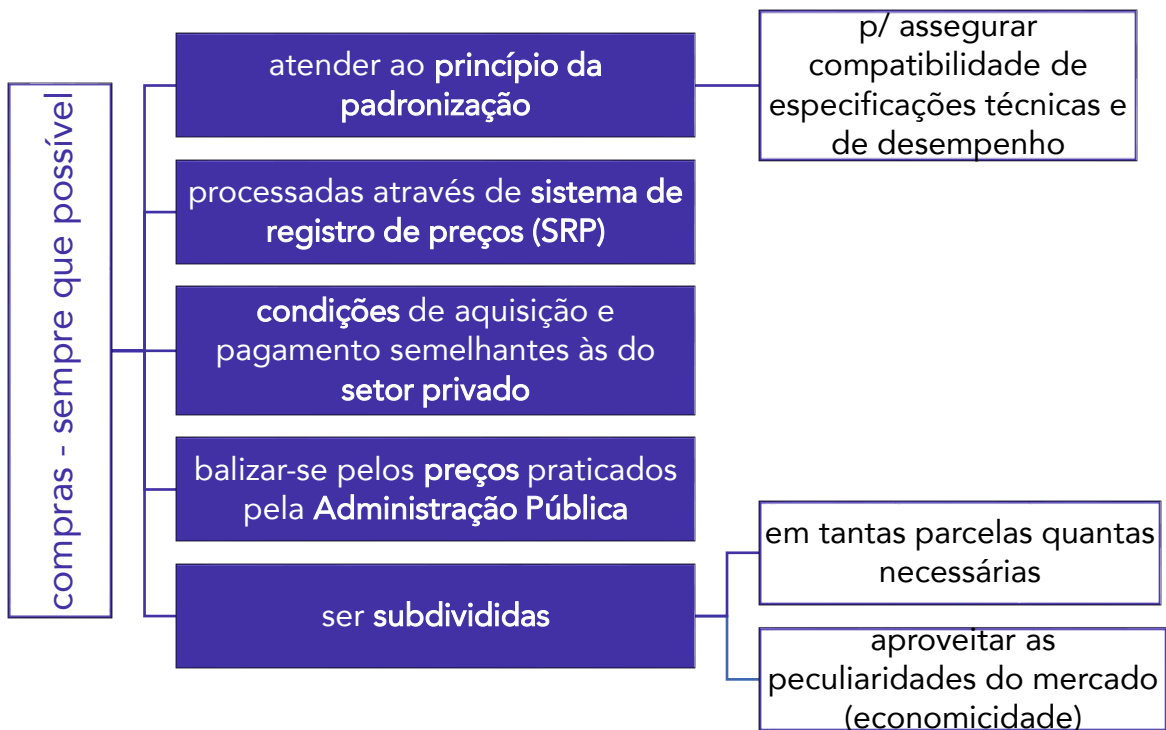 compras - sempre que possível
atender ao princípio da
padronização
p/ assegurar
compatibilidade de
especificações técnicas e
de desempenho
processadas através de sistema de
registro de preços (SRP)
condições de aquisição e
pagamento semelhantes às do
setor privado
balizar-se pelos preços praticados
pela Administração Pública
ser subdivididas
em tantas parcelas quantas
necessárias
aproveitar as
peculiaridades do mercado
(economicidade)